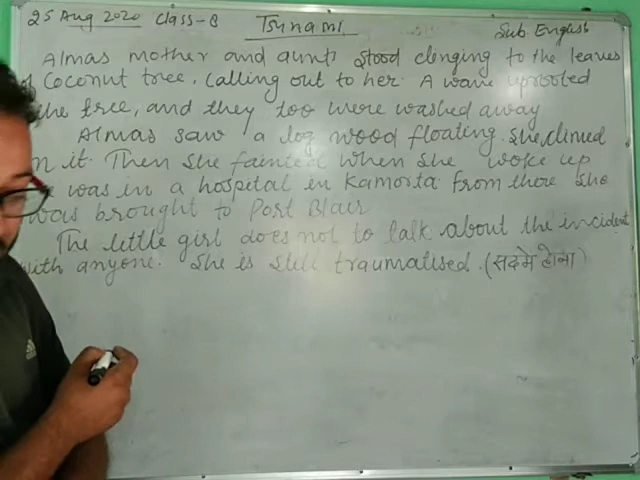 25 Aug 2020 Class-8 Tsunami Sub. English
Almas mother and aunt stood clinging to the leaves
of Coconut tree, calling out to her. A wave uprooted
the tree, and they too were washed away
Almas saw a log wood floating. She climed
on it. Then she fainted when she woke up
was in a hospital in Kamorta. From there she
was brought to Port Blair
The little girl does not to talk about the incident
with anyone. She is still traumatised. (सदमे होना)
adidas